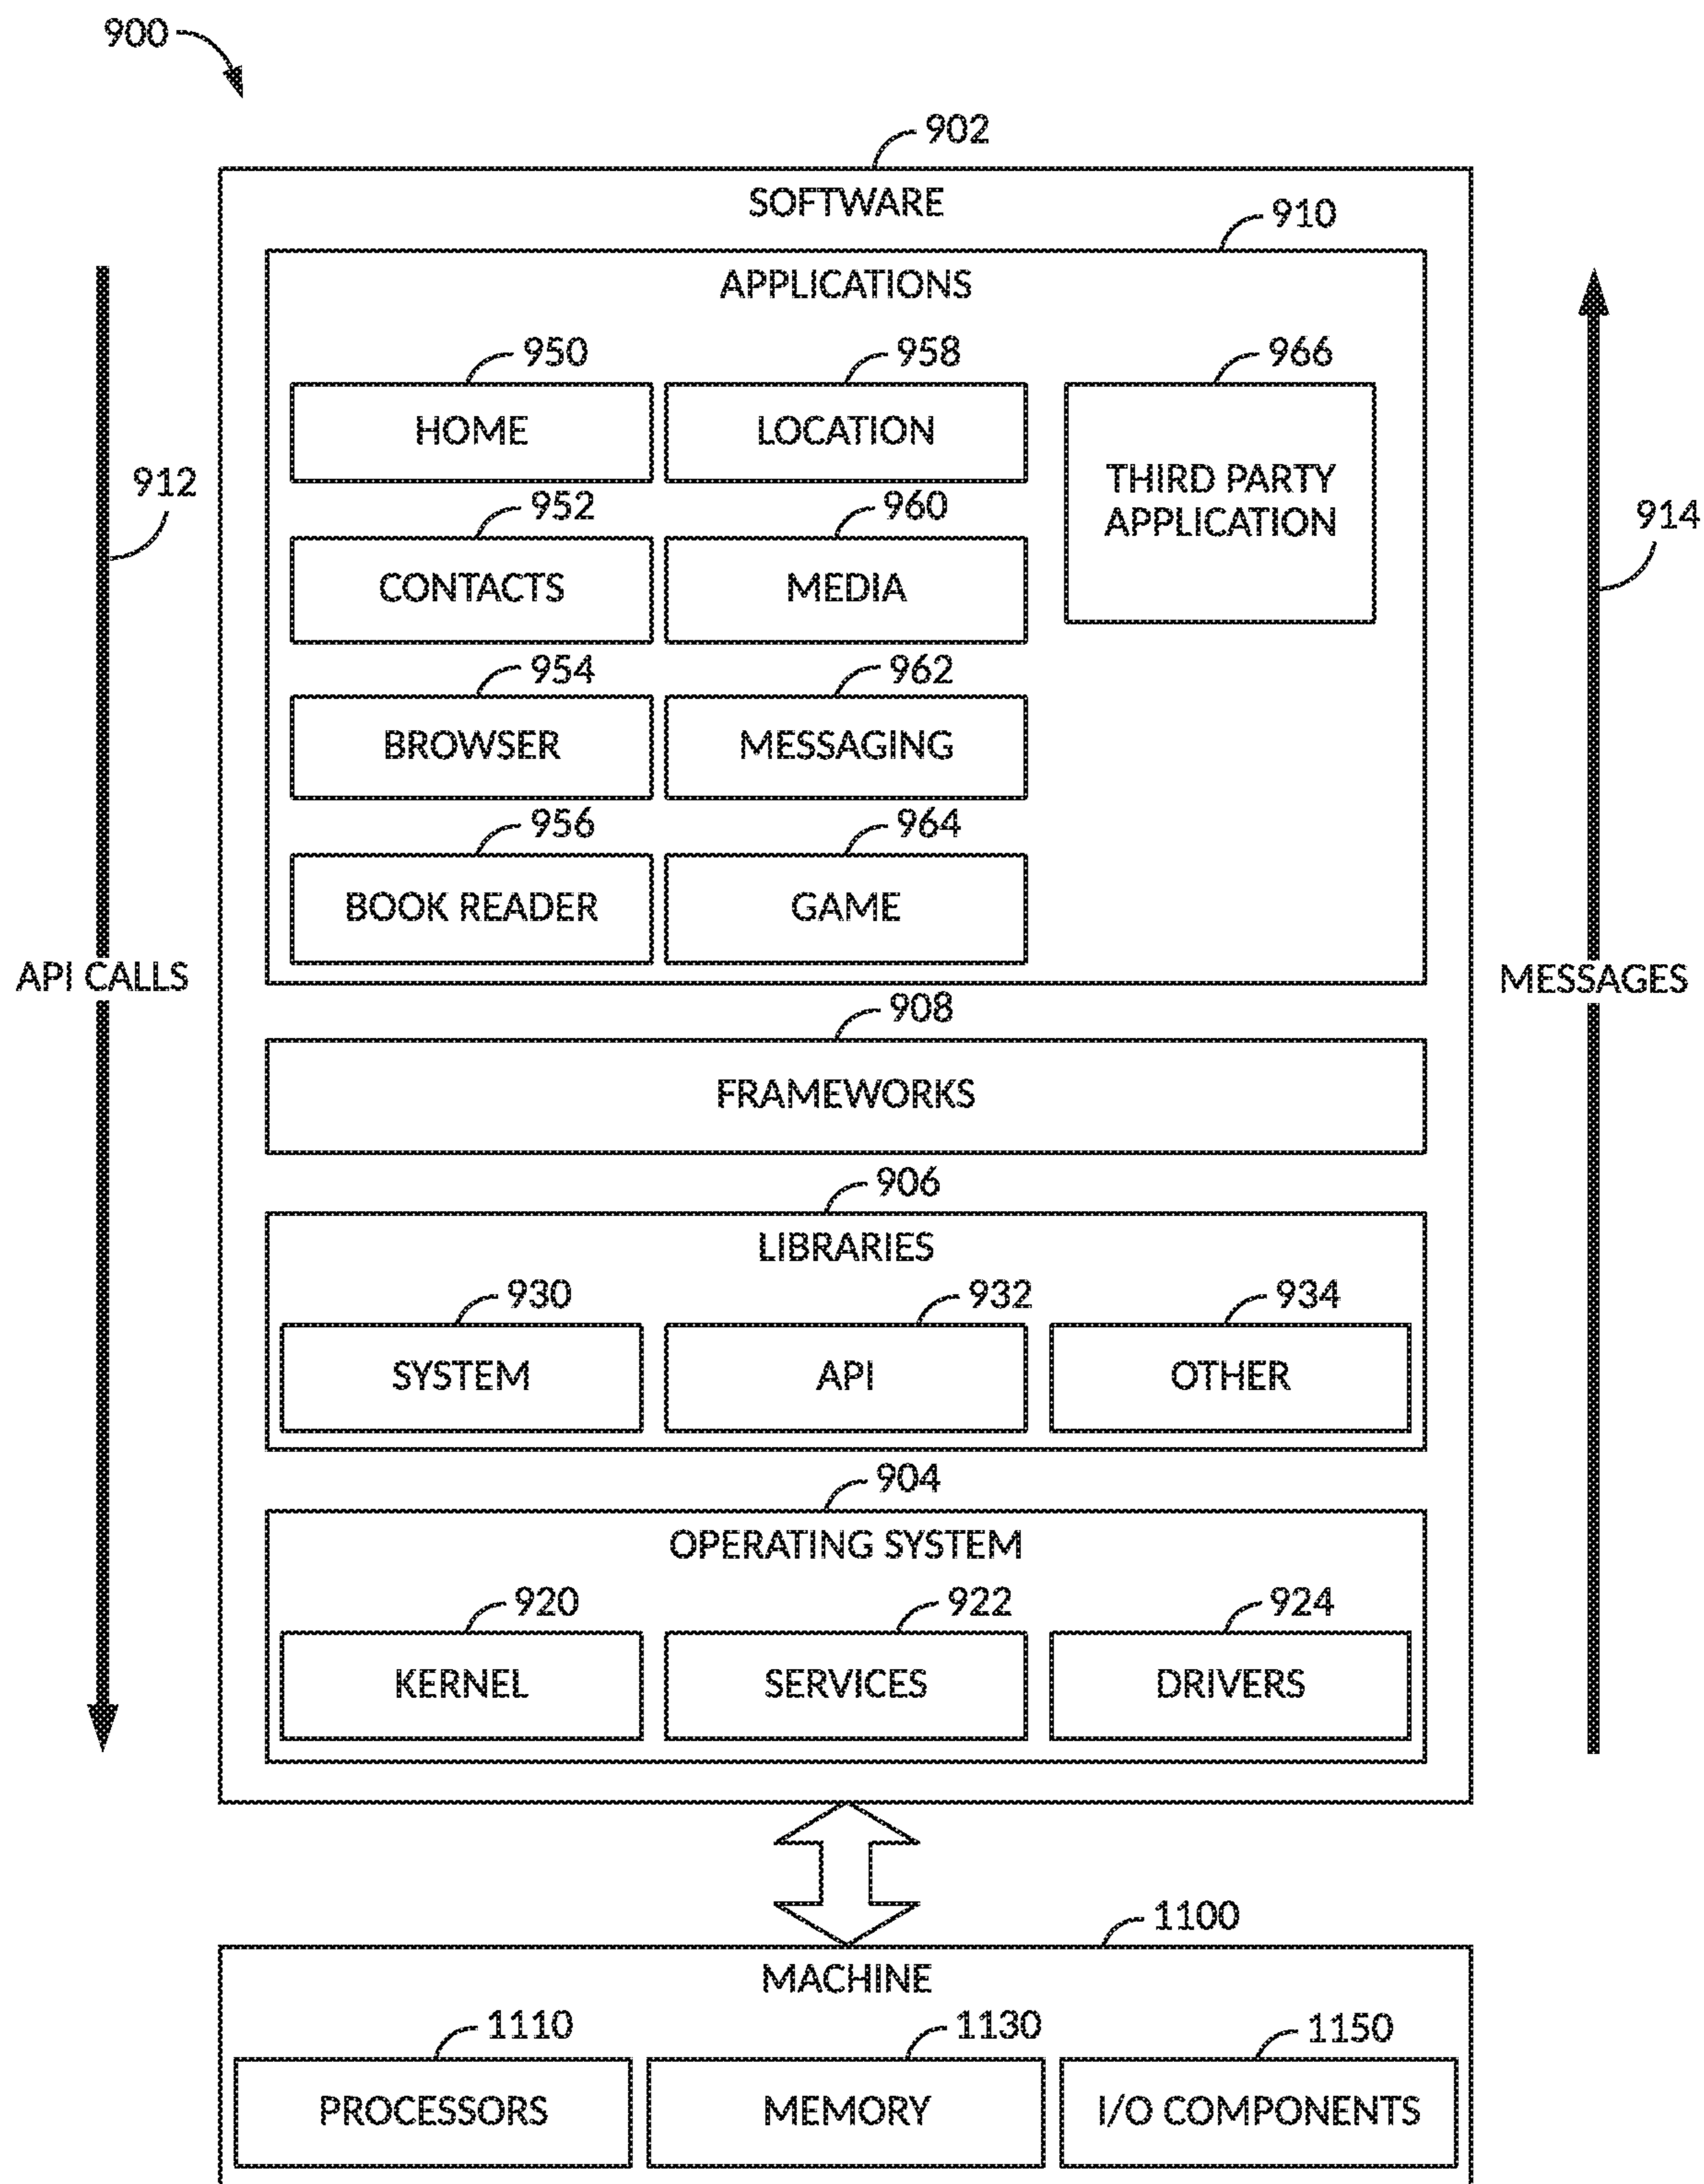 900
902
SOFTWARE
910
APPLICATIONS
950
958
966
HOME
LOCATION
THIRD PARTY
APPLICATION
912
914
952
960
CONTACTS
MEDIA
954
962
BROWSER
MESSAGING
956
964
BOOK READER
GAME
API CALLS
MESSAGES
908
FRAMEWORKS
906
LIBRARIES
930
932
934
SYSTEM
API
OTHER
904
OPERATING SYSTEM
920
922
924
KERNEL
SERVICES
DRIVERS
1100
MACHINE
1110
1130
1150
PROCESSORS
MEMORY
I/O COMPONENTS